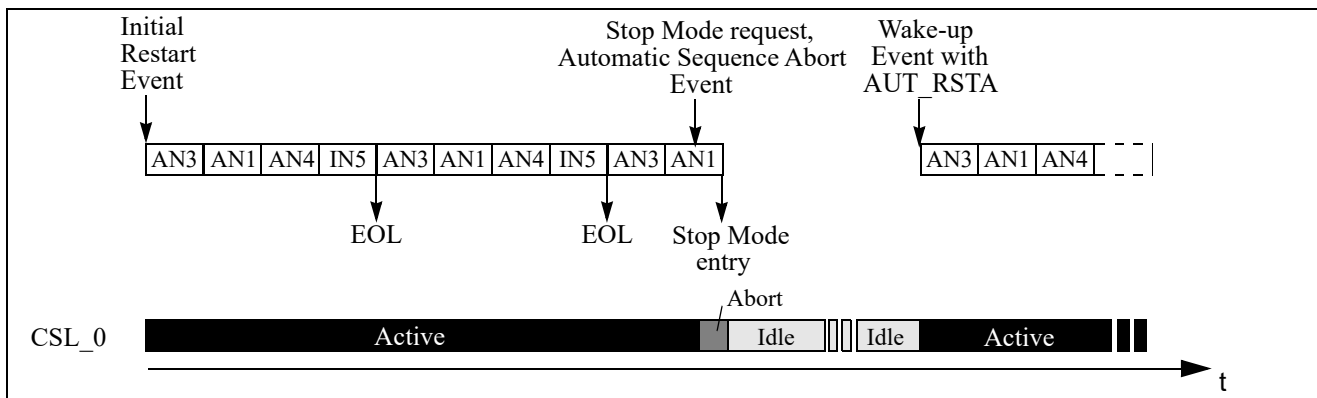 Initial
Restart
Event
Stop Mode request,
Automatic Sequence Abort
Event
Wake-up
Event with
AUT_RSTA
AN3 AN1 AN4 IN5 AN3 AN1 AN4 IN5 AN3 AN1
AN3 AN1 AN4
EOL
EOL
Stop Mode
entry
Abort
CSL_0
Active
Idle
Idle
Active
t